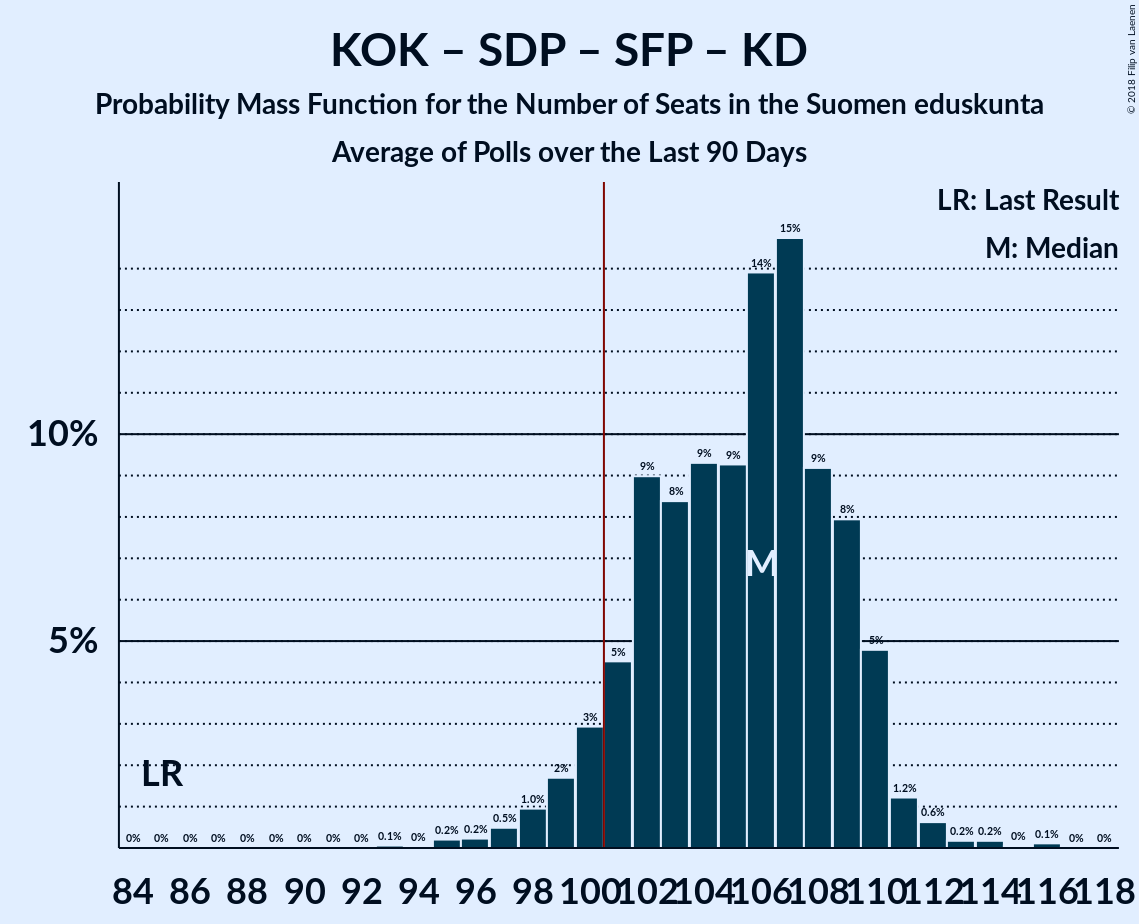 KOK – SDP – SFP – KD
Probability Mass Function for the Number of Seats in the Suomen eduskunta
Average of Polls over the Last 90 Days
© 2018 Filip van Laenen
LR: Last Result
M: Median
10%
5%
0% 0% 0% 0% 0% 0% 0% 0% 0% 0.1% 0% 0.2% 0.2% 0.5% 1.0% 2% 3% 5% 9% 8% 9% 9% 14% 15% 9% 8% 5% 1.2% 0.6% 0.2% 0.2% 0% 0.1% 0% 0%
LR
M
84 86 88 90 92 94 96 98 100 102 104 106 108 110 112 114 116 118